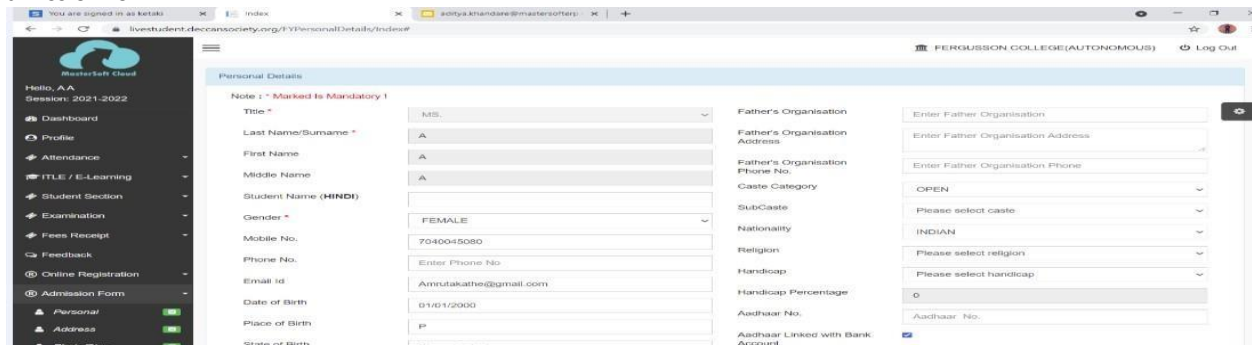 You are signed in as ketaki
Index
aditya.khandare@mastersofterp
livestudent.deccansociety.org/FYPersonalDetails/Index#
MasterSoft Cloud
Hello, A A
Session: 2021-2022
Dashboard
Profile
Attendance
ITLE / E-Learning
Student Section
Examination
Fees Receipt
Feedback
Online Registration
Admission Form
Personal
Address
FERGUSSON COLLEGE(AUTONOMOUS)
Log Out
Personal Details
Note : * Marked Is Mandatory !
Title * MS.
Last Name/Surname * A
First Name A
Middle Name A
Student Name (HINDI)
Gender * FEMALE
Mobile No. 7040045080
Phone No. Enter Phone No
Email Id Amrutakathe@gmail.com
Date of Birth 01/01/2000
Place of Birth P
State of Birth
Father's Organisation Enter Father Organisation
Father's Organisation Address Enter Father Organisation Address
Father's Organisation Phone No. Enter Father Organisation Phone
Caste Category OPEN
SubCaste Please select caste
Nationality INDIAN
Religion Please select religion
Handicap Please select handicap
Handicap Percentage 0
Aadhaar No. Aadhaar No.
Aadhaar Linked with Bank Account